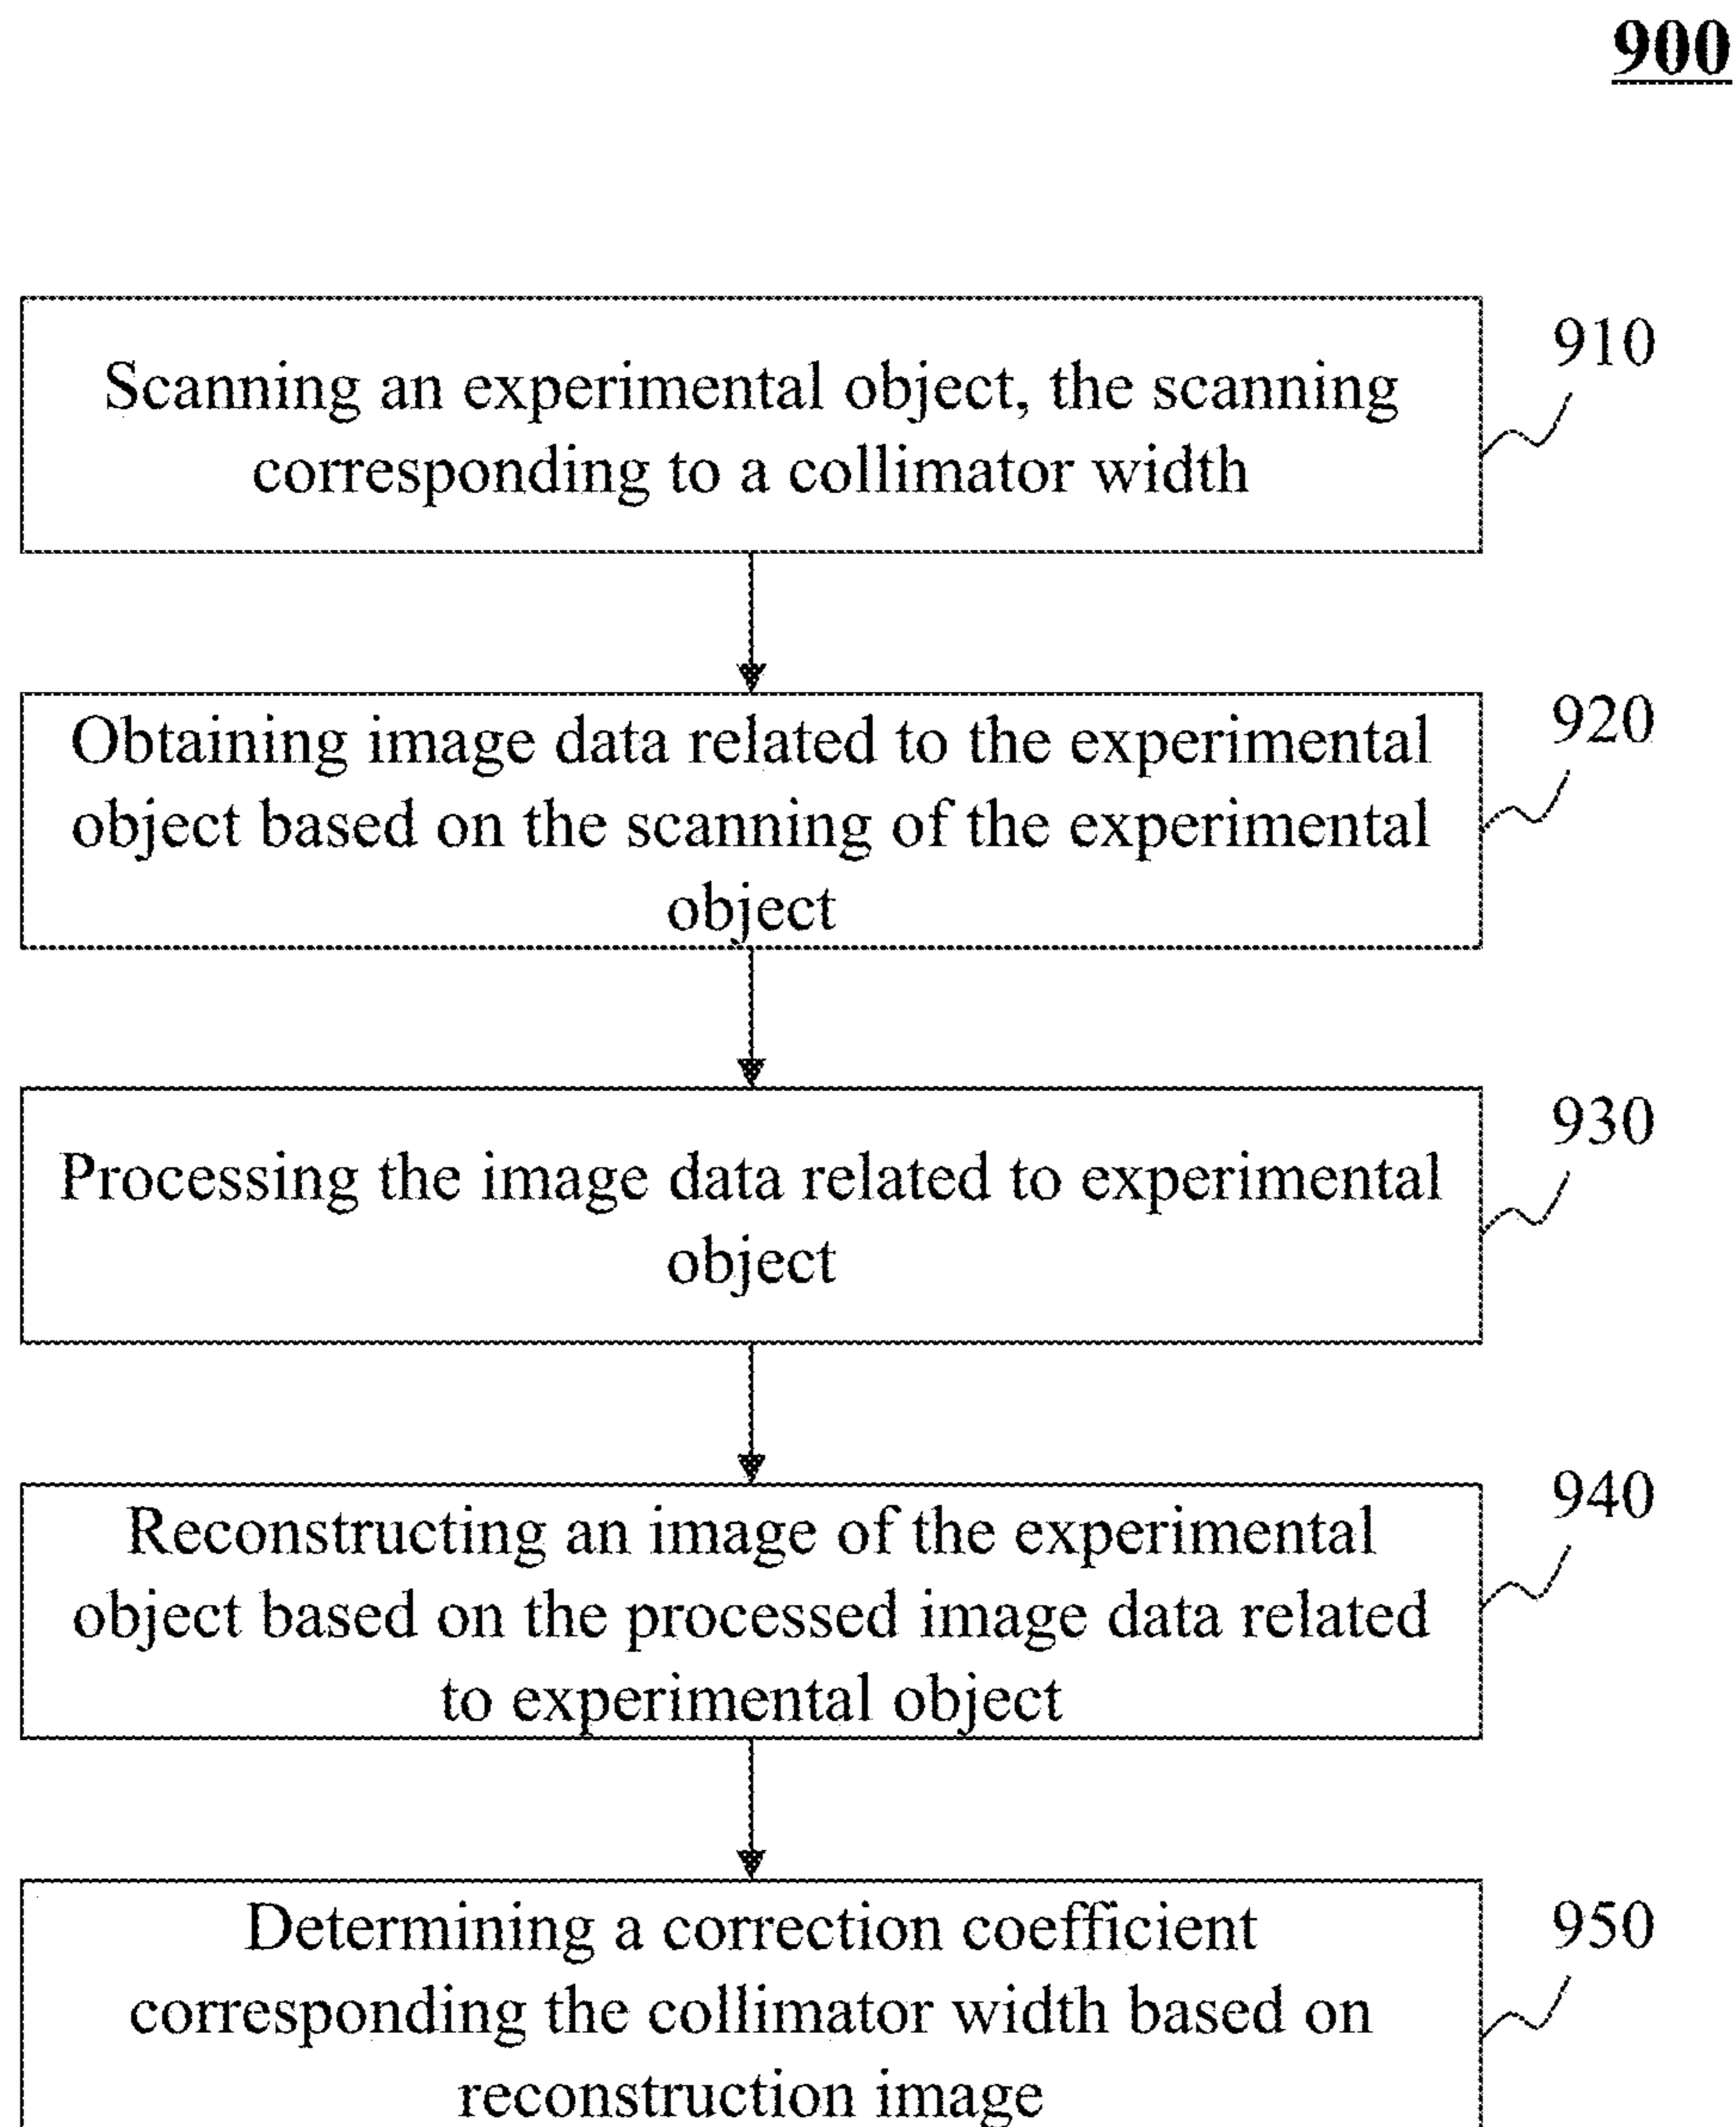 900
Scanning an experimental object, the scanning
corresponding to a collimator width
910
Obtaining image data related to the experimental
object based on the scanning of the experimental
object
920
Processing the image data related to experimental
object
930
Reconstructing an image of the experimental
object based on the processed image data related
to experimental object
940
Determining a correction coefficient
corresponding the collimator width based on
reconstruction image
950